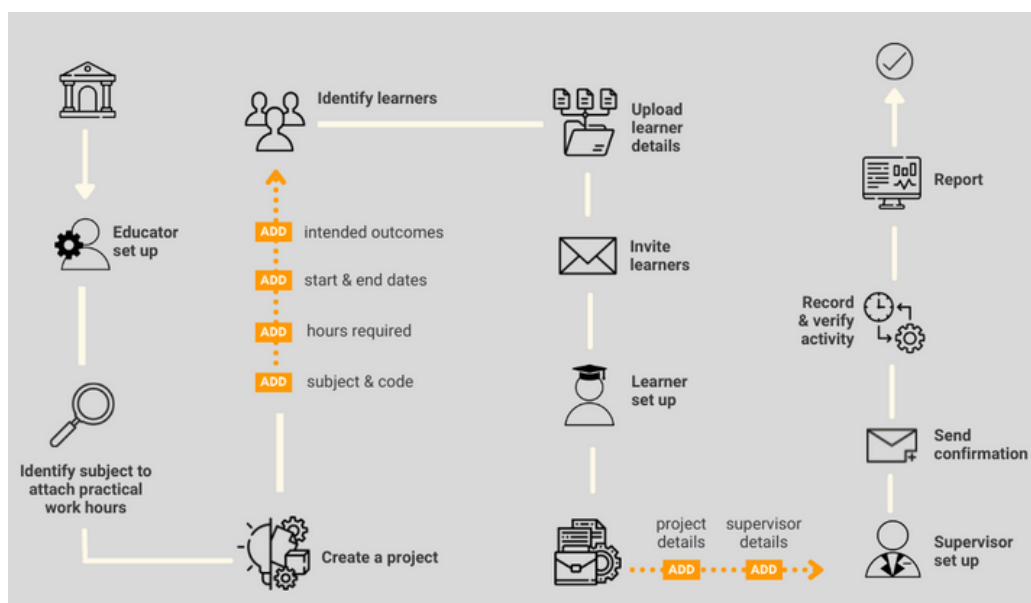 Educator
set up
Identify subject to
attach practical
work hours
Create a project
ADD subject & code
ADD hours required
ADD start & end dates
ADD intended outcomes
Identify learners
Upload
learner
details
Invite
learners
Learner
set up
project
details
ADD
supervisor
details
ADD
Supervisor
set up
Send
confirmation
Record
& verify
activity
Report